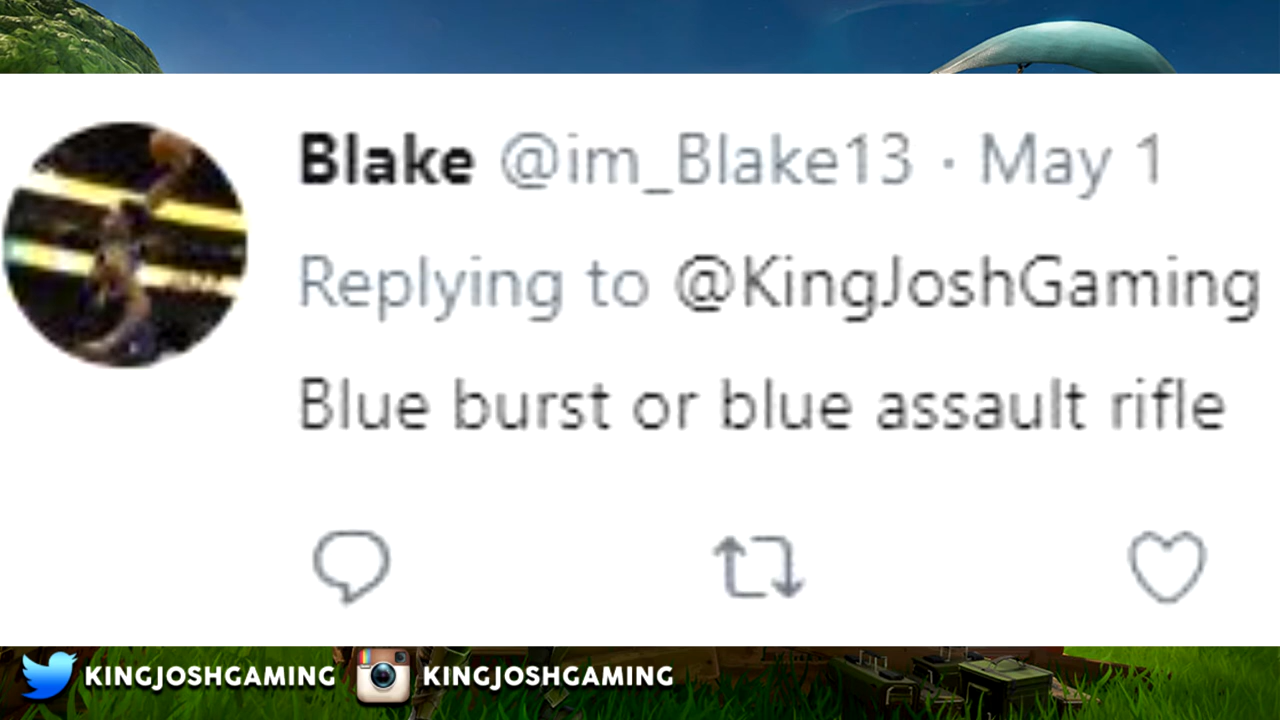 Blake @im_Blake13 · May 1
Replying to @KingJoshGaming
Blue burst or blue assault rifle
KINGJOSHGAMING KINGJOSHGAMING